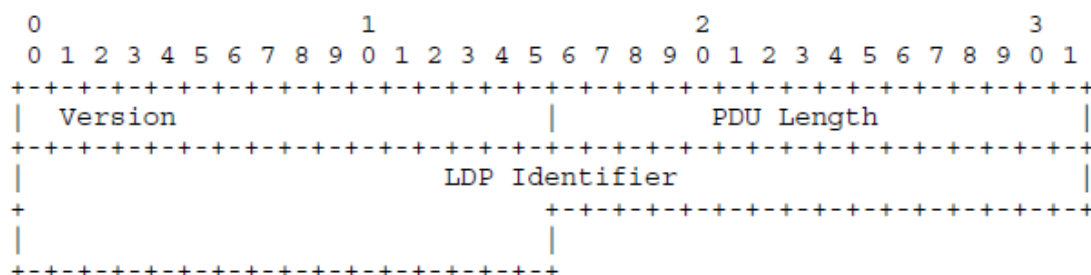 0                   1                   2                   3
 0 1 2 3 4 5 6 7 8 9 0 1 2 3 4 5 6 7 8 9 0 1 2 3 4 5 6 7 8 9 0 1
+-+-+-+-+-+-+-+-+-+-+-+-+-+-+-+-+-+-+-+-+-+-+-+-+-+-+-+-+-+-+-+-+
|  Version                      |         PDU Length            |
+-+-+-+-+-+-+-+-+-+-+-+-+-+-+-+-+-+-+-+-+-+-+-+-+-+-+-+-+-+-+-+-+
|                         LDP Identifier                        |
+                               +-+-+-+-+-+-+-+-+-+-+-+-+-+-+-+-+
|                               |
+-+-+-+-+-+-+-+-+-+-+-+-+-+-+-+-+